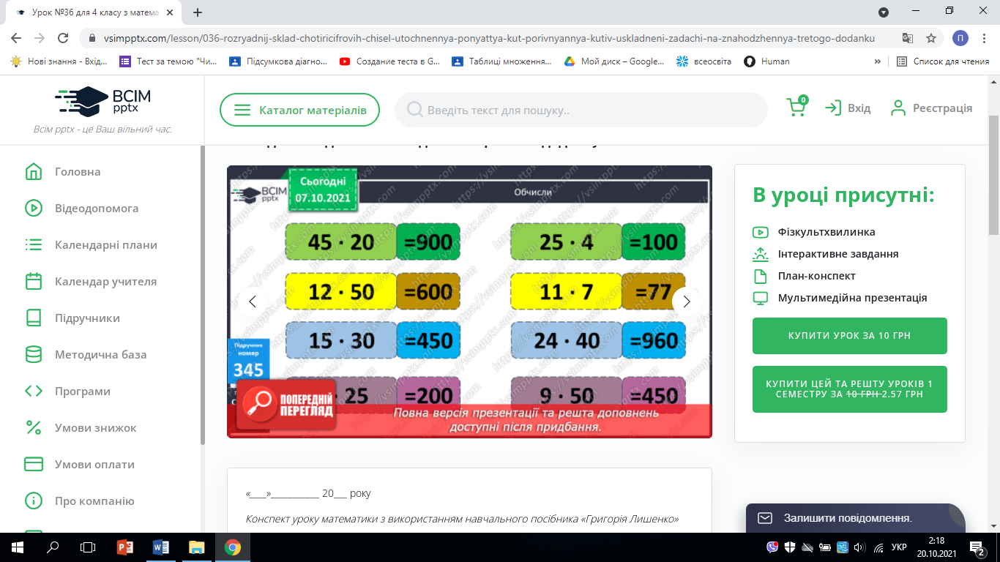 Урок №36 для 4 класу з матема
vsimpptx.com/lesson/036-rozryadnij-sklad-chotiricifrovih-chisel-utochnennya-ponyattya-kut-porivnyannya-kutiv-uskladneni-zadachi-na-znahodzhennya-tretogo-dodanku
П
Нові знання - Вхід...
Тест за темою "Чи...
Підсумкова діагно...
Создание теста в G...
Таблиці множення...
Мой диск – Google...
всеосвіта
Human
»
Список для чтения
ВСІМ
pptx
Всім pptx - це Ваш вільний час.
Каталог матеріалів
Введіть текст для пошуку..
0
Вхід
Реєстрація
Головна
Відеодопомога
Календарні плани
Календар учителя
Підручники
Методична база
Програми
Умови знижок
Умови оплати
Про компанію
ВСІМ
pptx
Сьогодні
07.10.2021
Обчисли
45 · 20 =900
25 · 4 =100
12 · 50 =600
11 · 7 =77
15 · 30 =450
24 · 40 =960
25 =200
9 · 50 =450
Підручник
номер
345
ПОПЕРЕДНІЙ
ПЕРЕГЛЯД
Повна версія презентації та решта доповнень
доступні після придбання.
https://vsimpptx.com
В уроці присутні:
Фізкультхвилинка
Інтерактивне завдання
План-конспект
Мультимедійна презентація
КУПИТИ УРОК ЗА 10 ГРН
КУПИТИ ЦЕЙ ТА РЕШТУ УРОКІВ 1
СЕМЕСТРУ ЗА 10 ГРН 2.57 ГРН
«___»__________ 20___ року
Конспект уроку математики з використанням навчального посібника «Григорія Лишенко»
Залишити повідомлення.
УКР
2:18
20.10.2021
2